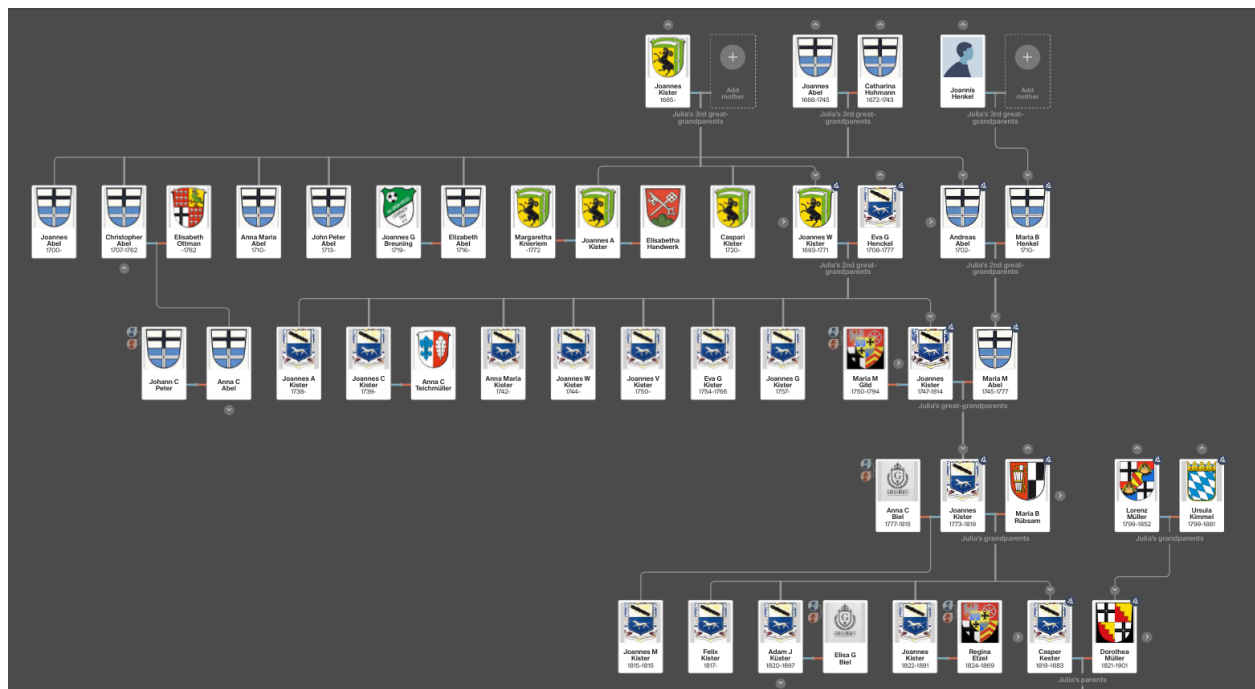 Joannes
Kister
1665-
Add
mother
Joannes
Abel
1668-1745
Catharina
Hohmann
1672-1743
Joannis
Henkel
Add
mother
Julia's 3rd great-
grandparents
Julia's 3rd great-
grandparents
Julia's 3rd great-
grandparents
Joannes
Abel
1700-
Christopher
Abel
1707-1762
Elisabeth
Ottman
-1762
Anna Maria
Abel
1710-
John Peter
Abel
1713-
Joannes G
Breuning
1719-
Elizabeth
Abel
1716-
Margaretha
Knieriem
-1772
Joannes A
Kister
Elisabetha
Handwerk
Caspari
Kister
1720-
Joannes W
Kister
1693-1771
Eva G
Henckel
1708-1777
Andreas
Abel
1702-
Maria B
Henkel
1710-
Julia's 2nd great-
grandparents
Julia's 2nd great-
grandparents
Johann C
Peter
Anna C
Abel
Joannes A
Kister
1738-
Joannes C
Kister
1739-
Anna C
Teichmüller
Anna Maria
Kister
1742-
Joannes W
Kister
1744-
Joannes V
Kister
1750-
Eva G
Kister
1754-1766
Joannes G
Kister
1757-
Maria M
Gild
1750-1794
Joannes
Kister
1747-1814
Maria M
Abel
1745-1777
Julia's great-grandparents
Anna C
Biel
1777-1815
Joannes
Kister
1773-1819
Maria B
Rübsam
Lorenz
Müller
1799-1852
Ursula
Kimmel
1799-1881
Julia's grandparents
Julia's grandparents
Joannes M
Kister
1815-1815
Felix
Kister
1817-
Adam J
Küster
1820-1897
Elisa G
Biel
Joannes
Kister
1822-1891
Regina
Etzel
1824-1869
Casper
Kester
1819-1883
Dorothea
Müller
1821-1901
Julia's parents